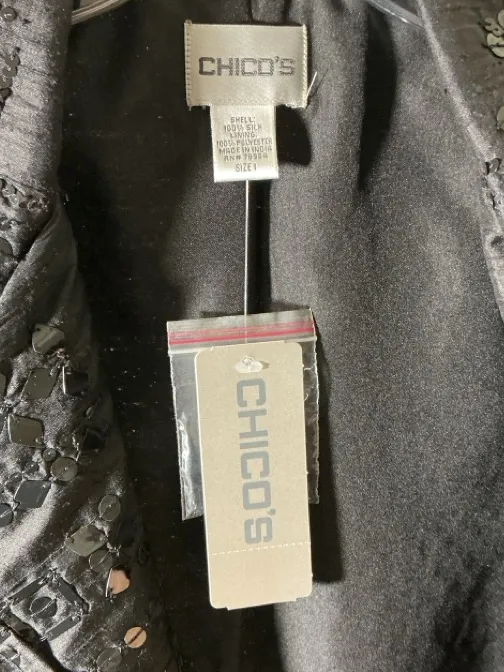 CHICO'S
SHELL:
100% SILK
LINING:
100% POLYESTER
MADE IN INDIA
SIZE 1
CHICO'S